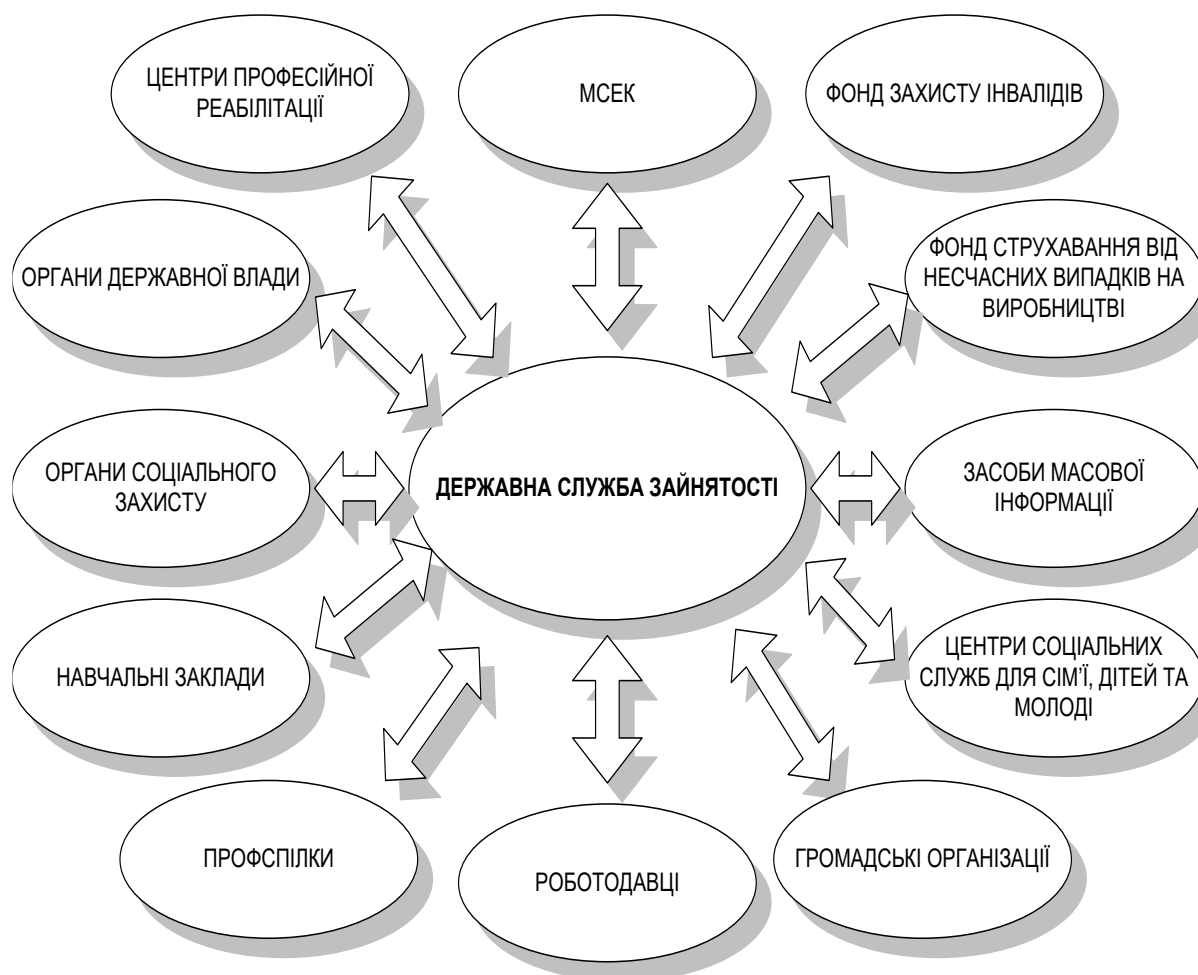 ЦЕНТРИ ПРОФЕСІЙНОЇ
РЕАБІЛІТАЦІЇ
МСЕК
ФОНД ЗАХИСТУ ІНВАЛІДІВ
ОРГАНИ ДЕРЖАВНОЇ ВЛАДИ
ФОНД СТРУХАВАННЯ ВІД
НЕСЧАСНИХ ВИПАДКІВ НА
ВИРОБНИЦТВІ
ОРГАНИ СОЦІАЛЬНОГО
ЗАХИСТУ
ДЕРЖАВНА СЛУЖБА ЗАЙНЯТОСТІ
ЗАСОБИ МАСОВОЇ
ІНФОРМАЦІЇ
НАВЧАЛЬНІ ЗАКЛАДИ
ЦЕНТРИ СОЦІАЛЬНИХ
СЛУЖБ ДЛЯ СІМ’Ї, ДІТЕЙ ТА
МОЛОДІ
ПРОФСПІЛКИ
РОБОТОДАВЦІ
ГРОМАДСЬКІ ОРГАНІЗАЦІЇ